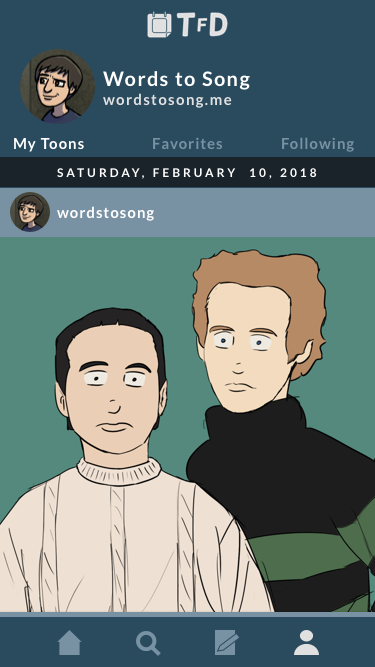 TFD
Words to Song
wordstosong.me
My Toons Favorites Following
SATURDAY, FEBRUARY 10, 2018
wordstosong